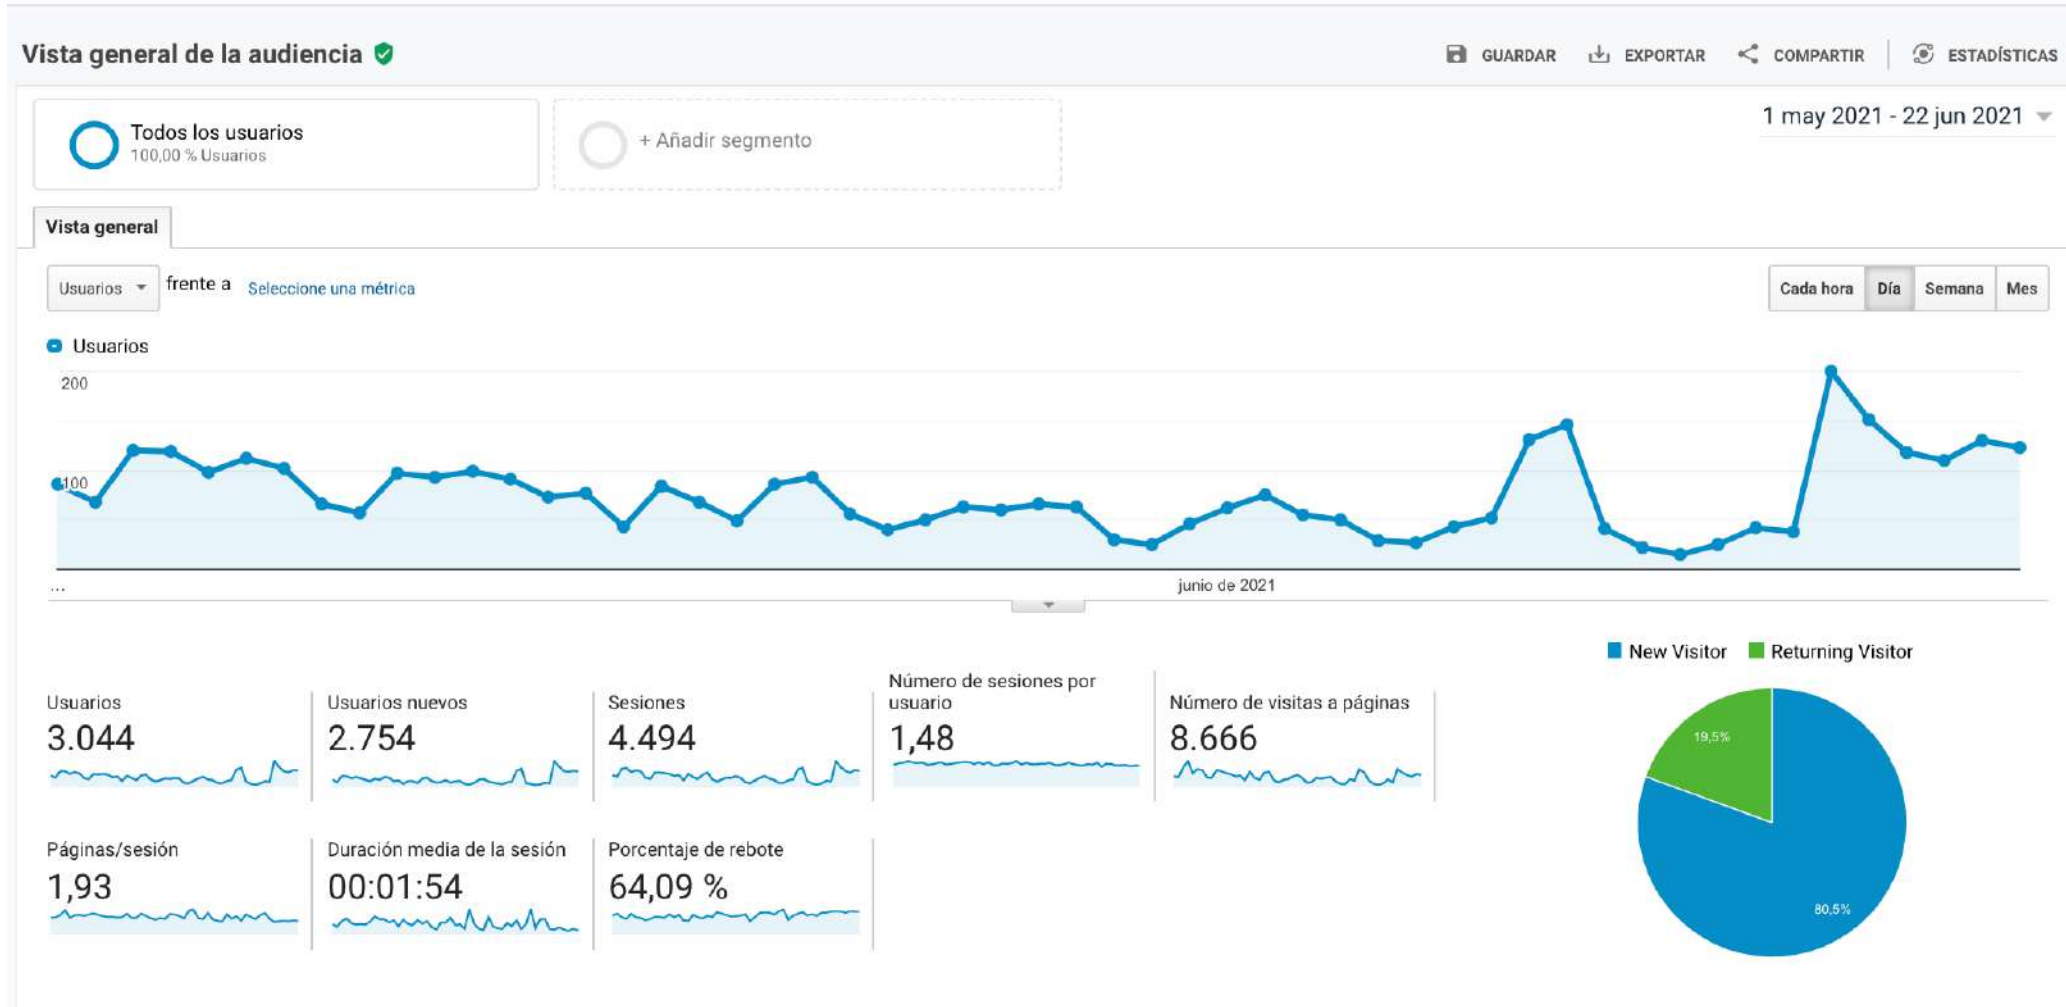 Vista general de la audiencia
GUARDAR
EXPORTAR
COMPARTIR
ESTADÍSTICAS
Todos los usuarios
100,00 % Usuarios
+ Añadir segmento
1 may 2021 - 22 jun 2021
Vista general
Usuarios
frente a
Seleccione una métrica
Cada hora
Día
Semana
Mes
Usuarios
200
100
...
junio de 2021
New Visitor
Returning Visitor
Usuarios
3.044
Usuarios nuevos
2.754
Sesiones
4.494
Número de sesiones por
usuario
1,48
Número de visitas a páginas
8.666
Páginas/sesión
1,93
Duración media de la sesión
00:01:54
Porcentaje de rebote
64,09 %
19,5%
80,5%